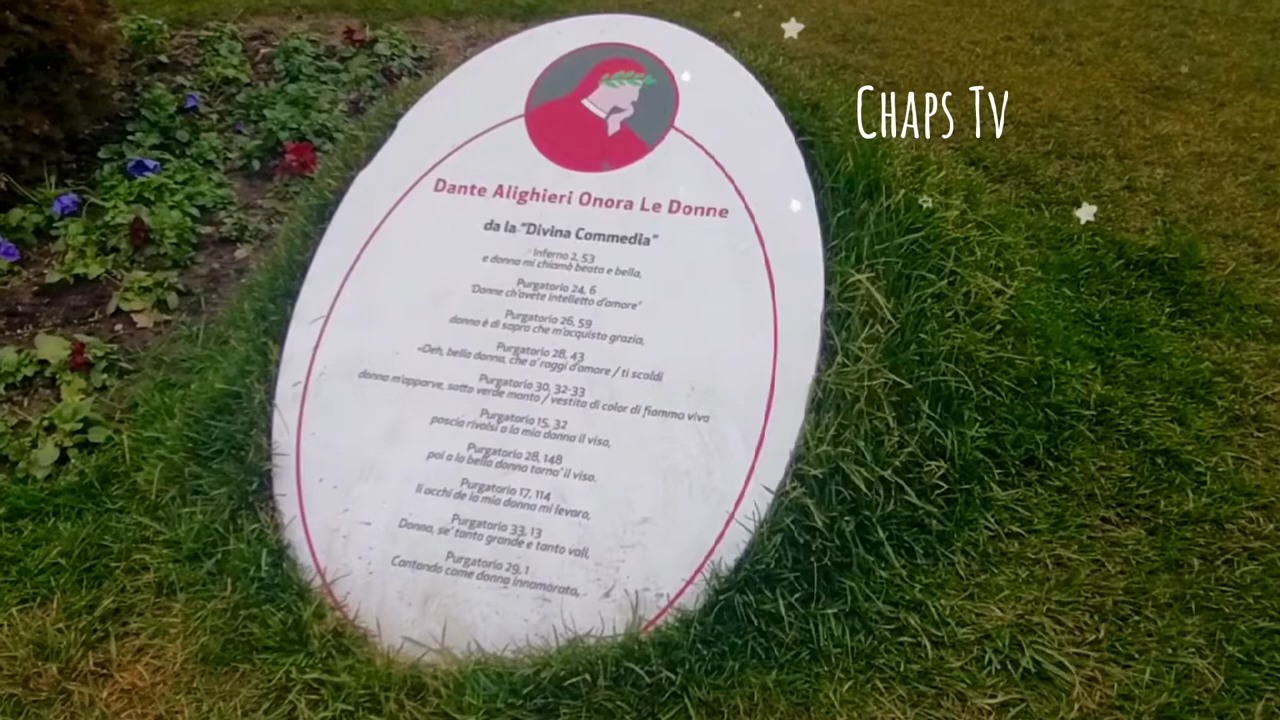 Chaps Tv
Dante Alighieri Onora Le Donne
da la "Divina Commedia"
Inferno 2, 53
e donna mi chiamò beata e bella,
Purgatorio 24, 6
"Donne ch'avete intelletto d'amore"
Purgatorio 26, 59
donna è di sopra che m'acquista grazia,
Purgatorio 28, 43
«Deh, bella donna, che a' raggi d'amore / ti scaldi
Purgatorio 30, 32-33
donna m'apparve, sotto verde manto / vestita di color di fiamma viva
Purgatorio 15, 32
poscia rivolsi a la mia donna il viso,
Purgatorio 28, 148
poi a la bella donna torna' il viso.
Purgatorio 17, 114
li occhi de la mia donna mi levaro,
Purgatorio 33, 13
Donna, se' tanto grande e tanto vali,
Purgatorio 29, 1
Cantando come donna innamorata,